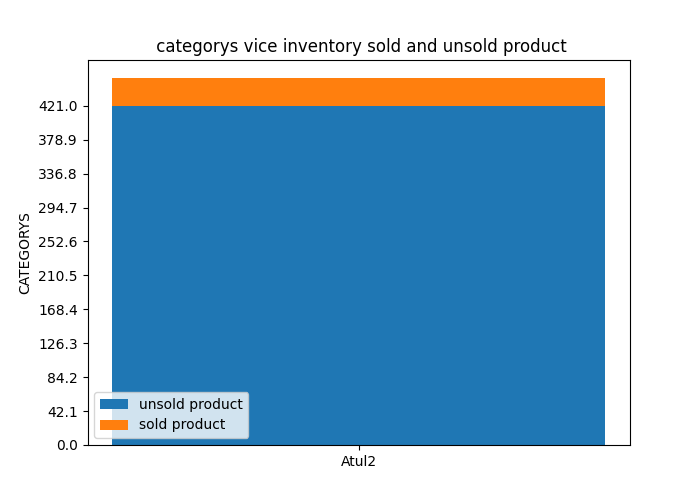 categorys vice inventory sold and unsold product
CATEGORYS
421.0
378.9
336.8
294.7
252.6
210.5
168.4
126.3
84.2
42.1
0.0
unsold product
sold product
Atul2